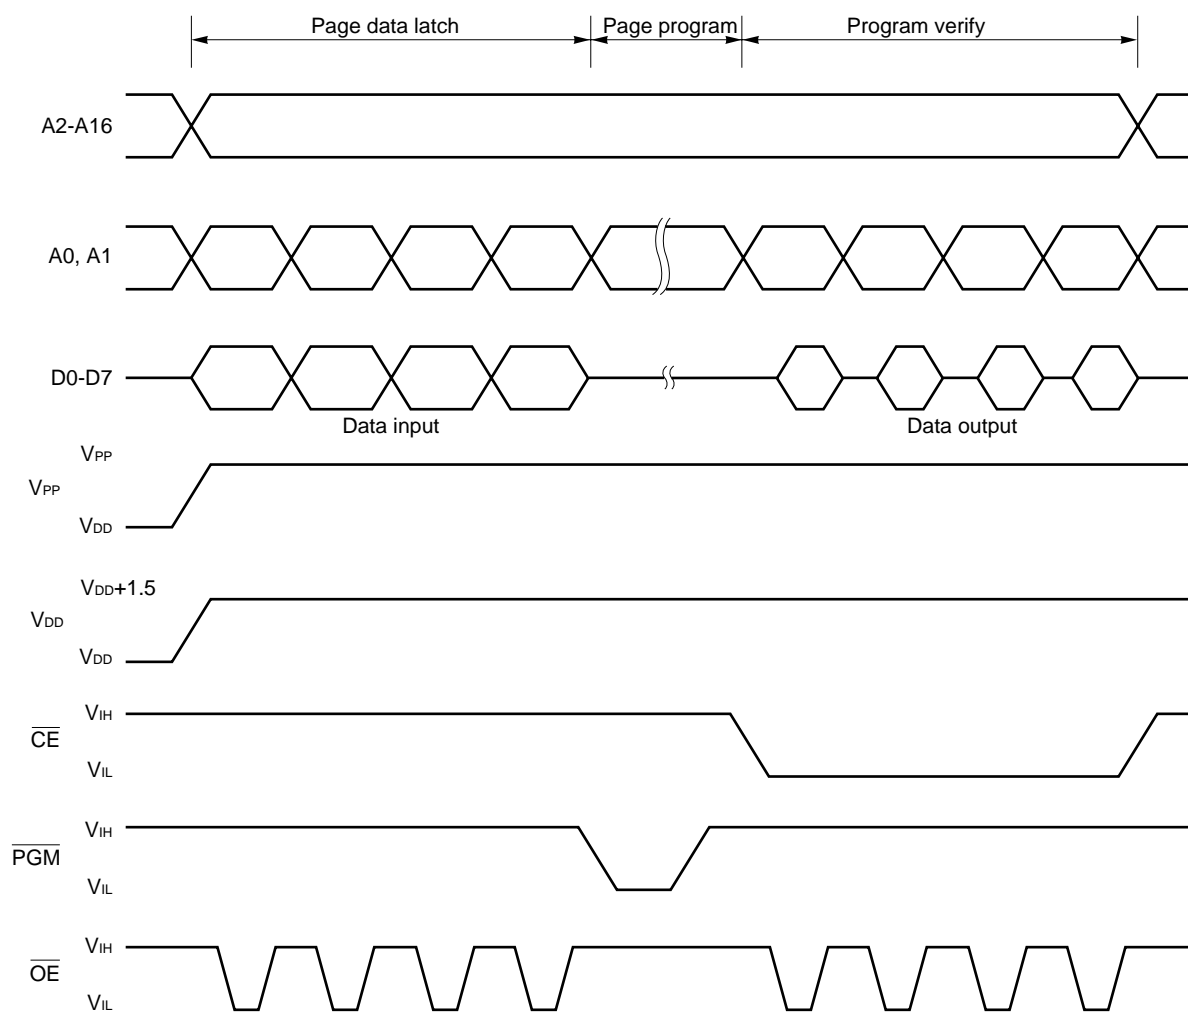 Page data latch Page program Program verify
A2-A16
A0, A1
D0-D7
Data input Data output
VPP
VPP
VDD
VDD+1.5
VDD
VDD
VIH
CE
VIL
VIH
PGM
VIL
VIH
OE
VIL